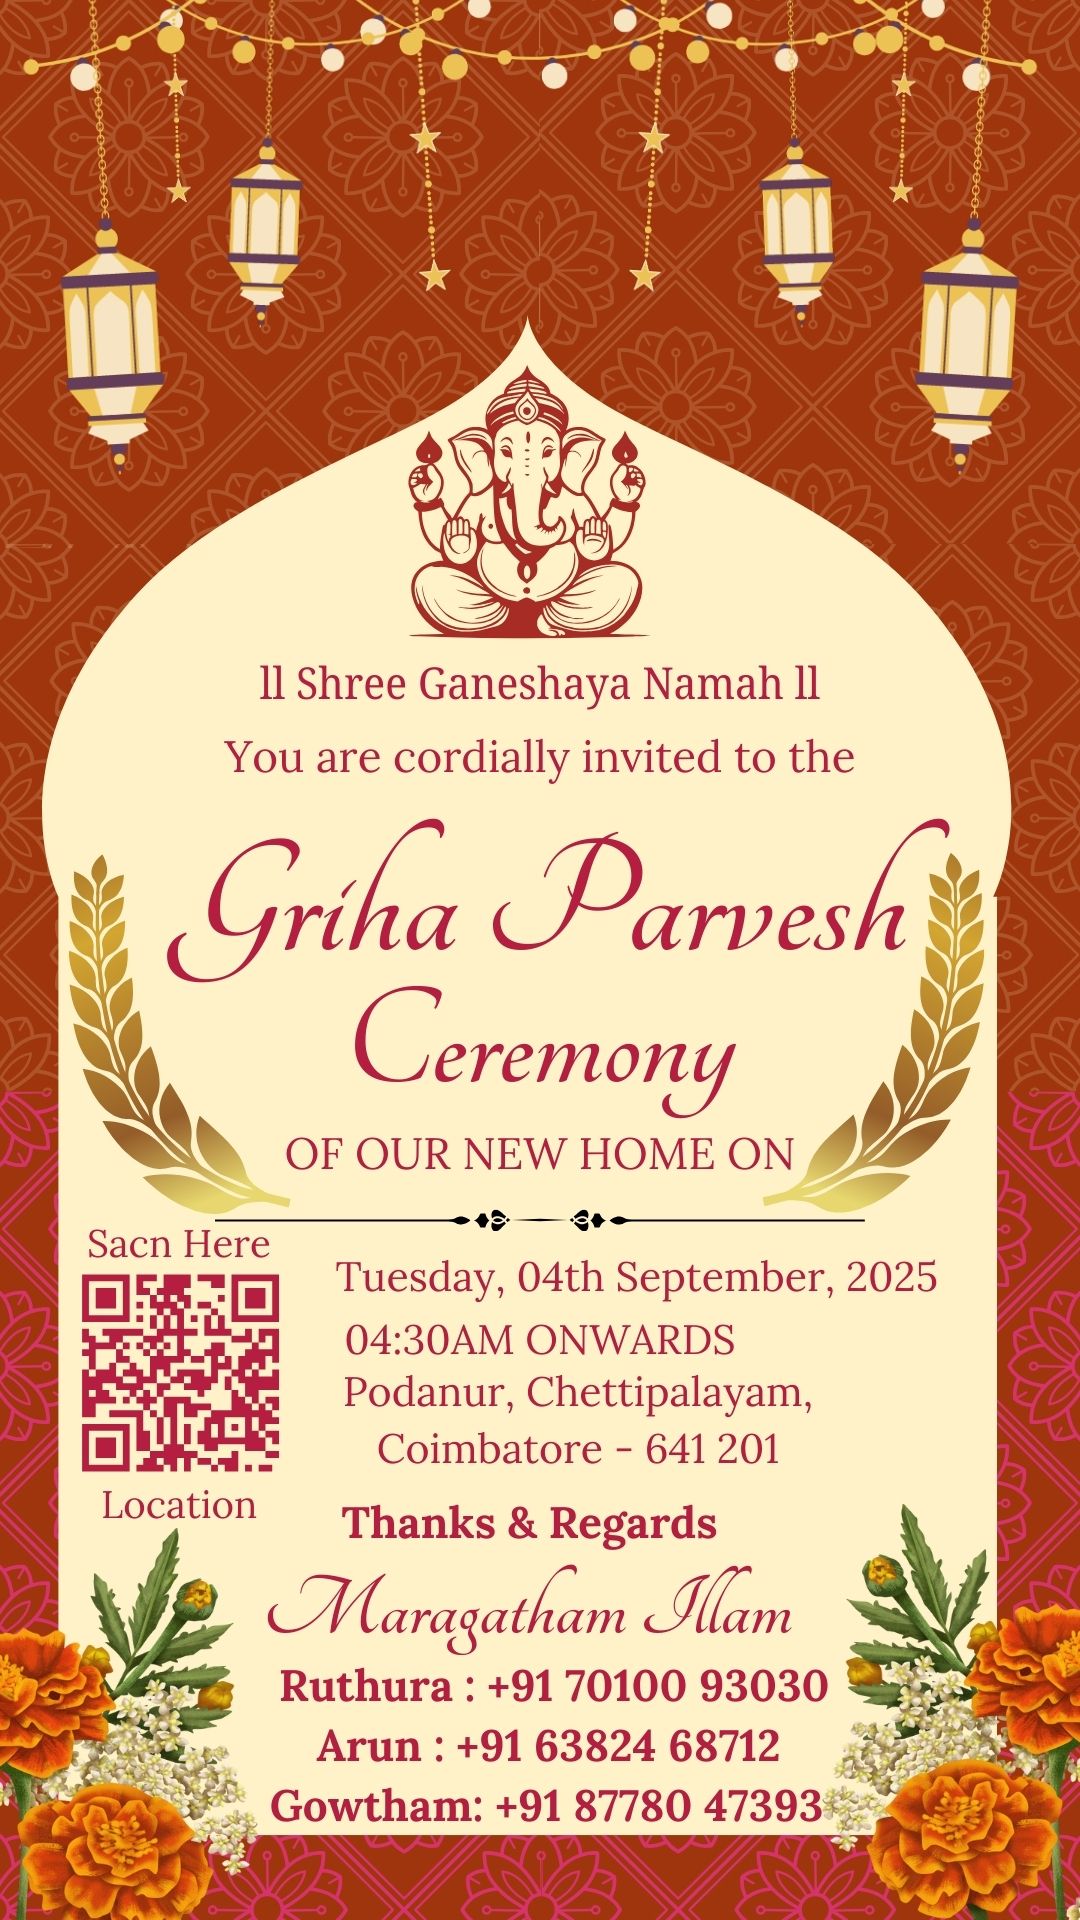 ll Shree Ganeshaya Namah ll
You are cordially invited to the
Griha Parvesh
Ceremony
OF OUR NEW HOME ON
Sacn Here
Location
Tuesday, 04th September, 2025
04:30AM ONWARDS
Podanur, Chettipalayam,
Coimbatore - 641 201
Thanks & Regards
Maragatham Illam
Ruthura : +91 70100 93030
Arun : +91 63824 68712
Gowtham: +91 87780 47393